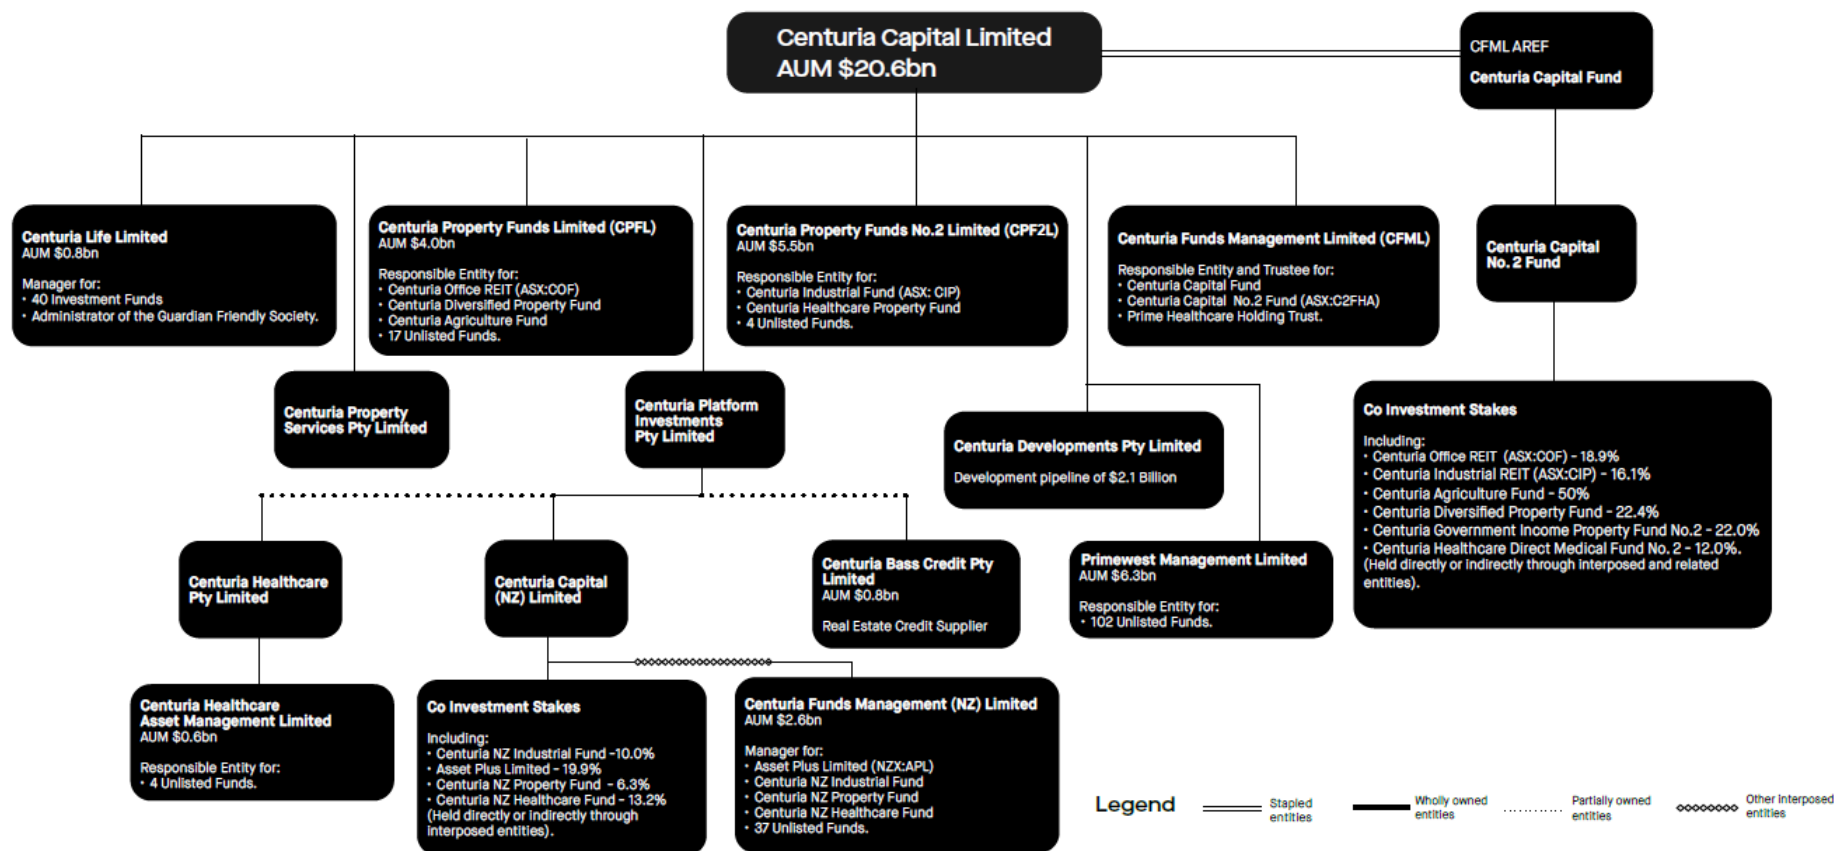 Centuria Capital Limited
AUM $20.6bn
CFML AREF
Centuria Capital Fund
Centuria Life Limited
AUM $0.8bn
Manager for:
• 40 Investment Funds
• Administrator of the Guardian Friendly Society.
Centuria Property Funds Limited (CPFL)
AUM $4.0bn
Responsible Entity for:
• Centuria Office REIT (ASX:COF)
• Centuria Diversified Property Fund
• Centuria Agriculture Fund
• 17 Unlisted Funds.
Centuria Property Funds No.2 Limited (CPF2L)
AUM $5.5bn
Responsible Entity for:
• Centuria Industrial Fund (ASX: CIP)
• Centuria Healthcare Property Fund
• 4 Unlisted Funds.
Centuria Funds Management Limited (CFML)
Responsible Entity and Trustee for:
• Centuria Capital Fund
• Centuria Capital No.2 Fund (ASX:C2FHA)
• Prime Healthcare Holding Trust.
Centuria Capital
No. 2 Fund
Centuria Property
Services Pty Limited
Centuria Platform
Investments
Pty Limited
Centuria Developments Pty Limited
Development pipeline of $2.1 Billion
Co Investment Stakes
Including:
• Centuria Office REIT (ASX:COF) - 18.9%
• Centuria Industrial REIT (ASX:CIP) - 16.1%
• Centuria Agriculture Fund - 50%
• Centuria Diversified Property Fund - 22.4%
• Centuria Government Income Property Fund No.2 - 22.0%
• Centuria Healthcare Direct Medical Fund No. 2 - 12.0%.
(Held directly or indirectly through interposed and related
entities).
Centuria Healthcare
Pty Limited
Centuria Capital
(NZ) Limited
Centuria Bass Credit Pty
Limited
AUM $0.8bn
Real Estate Credit Supplier
Primewest Management Limited
AUM $6.3bn
Responsible Entity for:
• 102 Unlisted Funds.
Centuria Healthcare
Asset Management Limited
AUM $0.6bn
Responsible Entity for:
• 4 Unlisted Funds.
Co Investment Stakes
Including:
• Centuria NZ Industrial Fund -10.0%
• Asset Plus Limited - 19.9%
• Centuria NZ Property Fund - 6.3%
• Centuria NZ Healthcare Fund - 13.2%
(Held directly or indirectly through
interposed entities).
Centuria Funds Management (NZ) Limited
AUM $2.6bn
Manager for:
• Asset Plus Limited (NZX:APL)
• Centuria NZ Industrial Fund
• Centuria NZ Property Fund
• Centuria NZ Healthcare Fund
• 37 Unlisted Funds.
Legend
Stapled
entities
Wholly owned
entities
Partially owned
entities
Other Interposed
entities